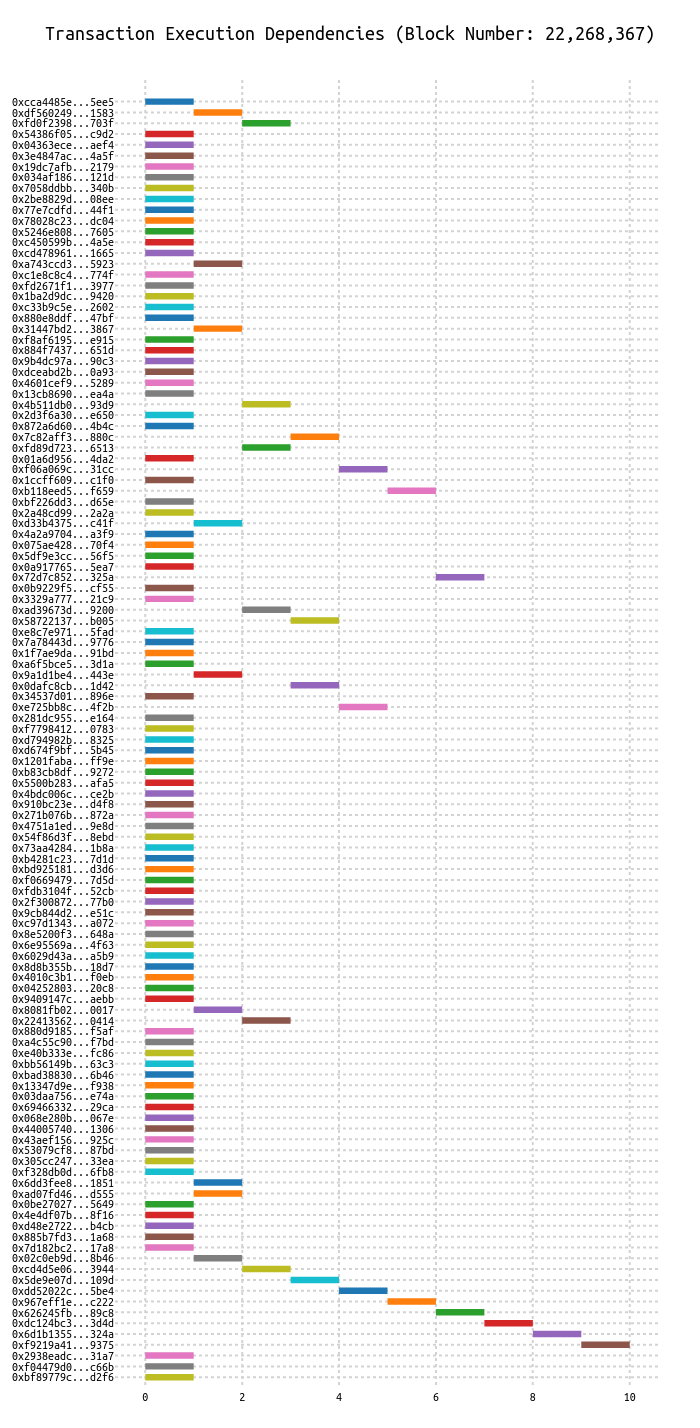 Transaction Execution Dependencies (Block Number: 22,268,367)
0xcca4485e...5ee5
0xdf560249...1583
0xfd0f2398...703f
0x54386f05...c9d2
0x04363ece...aef4
0x3e4847ac...4a5f
0x19dc7afb...2179
0x034af186...121d
0x7058ddbb...340b
0x2be8829d...08ee
0x77e7cdfd...44f1
0x78028c23...dc04
0x5246e808...7605
0xc450599b...4a5e
0xcd478961...1665
0xa743ccd3...5923
0xc1e8c8c4...774f
0xfd2671f1...3977
0x1ba2d9dc...9420
0xc33b9c5e...2602
0x880e8ddf...47bf
0x31447bd2...3867
0xf8af6195...e915
0x884f7437...651d
0x9b4dc97a...90c3
0xdceabd2b...0a93
0x4601cef9...5289
0x13cb8690...ea4a
0x4b511db0...93d9
0x2d3f6a30...e650
0x872a6d60...4b4c
0x7c82aff3...880c
0xfd89d723...6513
0x01a6d956...4da2
0xf06a069c...31cc
0x1ccff609...c1f0
0xb118eed5...f659
0xbf226dd3...d65e
0x2a48cd99...2a2a
0xd33b4375...c41f
0x4a2a9704...a3f9
0x075ae428...70f4
0x5df9e3cc...56f5
0x0a917765...5ea7
0x72d7c852...325a
0x0b9229f5...cf55
0x3329a777...21c9
0xad39673d...9200
0x58722137...b005
0xe8c7e971...5fad
0x7a78443d...9776
0x1f7ae9da...91bd
0xa6f5bce5...3d1a
0x9a1d1be4...443e
0x0dafc8cb...1d42
0x34537d01...896e
0xe725bb8c...4f2b
0x281dc955...e164
0xf7798412...0783
0xd794982b...8325
0xd674f9bf...5b45
0x1201faba...ff9e
0xb83cb8df...9272
0x5500b283...afa5
0x4bdc006c...ce2b
0x910bc23e...d4f8
0x271b076b...872a
0x4751a1ed...9e8d
0x54f86d3f...8ebd
0x73aa4284...1b8a
0xb4281c23...7d1d
0xbd925181...d3d6
0xf0669479...7d5d
0xfdb3104f...52cb
0x2f300872...77b0
0x9cb844d2...e51c
0xc97d1343...a072
0x8e5200f3...648a
0x6e95569a...4f63
0x6029d43a...a5b9
0x8d8b355b...18d7
0x4010c3b1...f0eb
0x04252803...20c8
0x9409147c...aebb
0x8081fb02...0017
0x22413562...0414
0x880d9185...f5af
0xa4c55c90...f7bd
0xe40b333e...fc86
0xbb56149b...63c3
0xbad38830...6b46
0x13347d9e...f938
0x03daa756...e74a
0x69466332...29ca
0x068e280b...067e
0x44005740...1306
0x43aef156...925c
0x53079cf8...87bd
0x305cc247...33ea
0xf328db0d...6fb8
0x6dd3fee8...1851
0xad07fd46...d555
0x0be27027...5649
0x4e4df07b...8f16
0xd48e2722...b4cb
0x885b7fd3...1a68
0x7d182bc2...17a8
0x02c0eb9d...8b46
0xcd4d5e06...3944
0x5de9e07d...109d
0xdd52022c...5be4
0x967eff1e...c222
0x626245fb...89c8
0xdc124bc3...3d4d
0x6d1b1355...324a
0xf9219a41...9375
0x2938eadc...31a7
0xf04479d0...c66b
0xbf89779c...d2f6
0 2 4 6 8 10